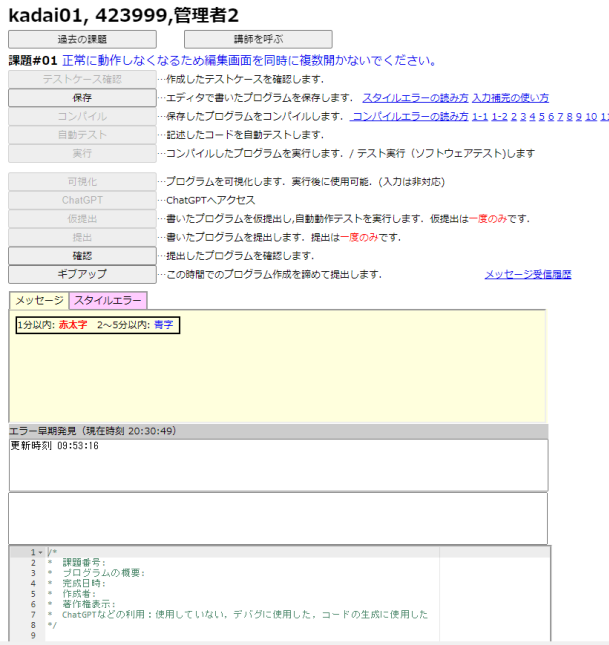 kadai01, 423999,管理者2
過去の課題 講師を呼ぶ
課題#01 正常に動作しなくなるため編集画面を同時に複数開かないでください。
テストケース確認 …作成したテストケースを確認します.
保存 …エディタで書いたプログラムを保存します. スタイルエラーの読み方 入力補完の使い方
コンパイル …保存したプログラムをコンパイルします. コンパイルエラーの読み方 1-1 1-2 2 3 4 5 6 7 8 9 10 11
自動テスト …記述したコードを自動テストします.
実行 …コンパイルしたプログラムを実行します. / テスト実行 (ソフトウェアテスト)します
可視化 …プログラムを可視化します. 実行後に使用可能. (入力は非対応)
ChatGPT …ChatGPTへアクセス
仮提出 …書いたプログラムを仮提出し,自動動作テストを実行します. 仮提出は一度のみです.
提出 …書いたプログラムを提出します. 提出は一度のみです.
確認 …提出したプログラムを確認します.
ギブアップ …この時間でのプログラム作成を諦めて提出します. メッセージ受信履歴
メッセージ スタイルエラー
1分以内: 赤太字 2～5分以内: 青字
エラー早期発見 (現在時刻 20:30:49)
更新時刻 09:53:16
1 /*
2 * 課題番号:
3 * プログラムの概要:
4 * 完成日時:
5 * 作成者:
6 * 著作権表示:
7 * ChatGPTなどの利用：使用していない, デバグに使用した, コードの生成に使用した
8 */
9